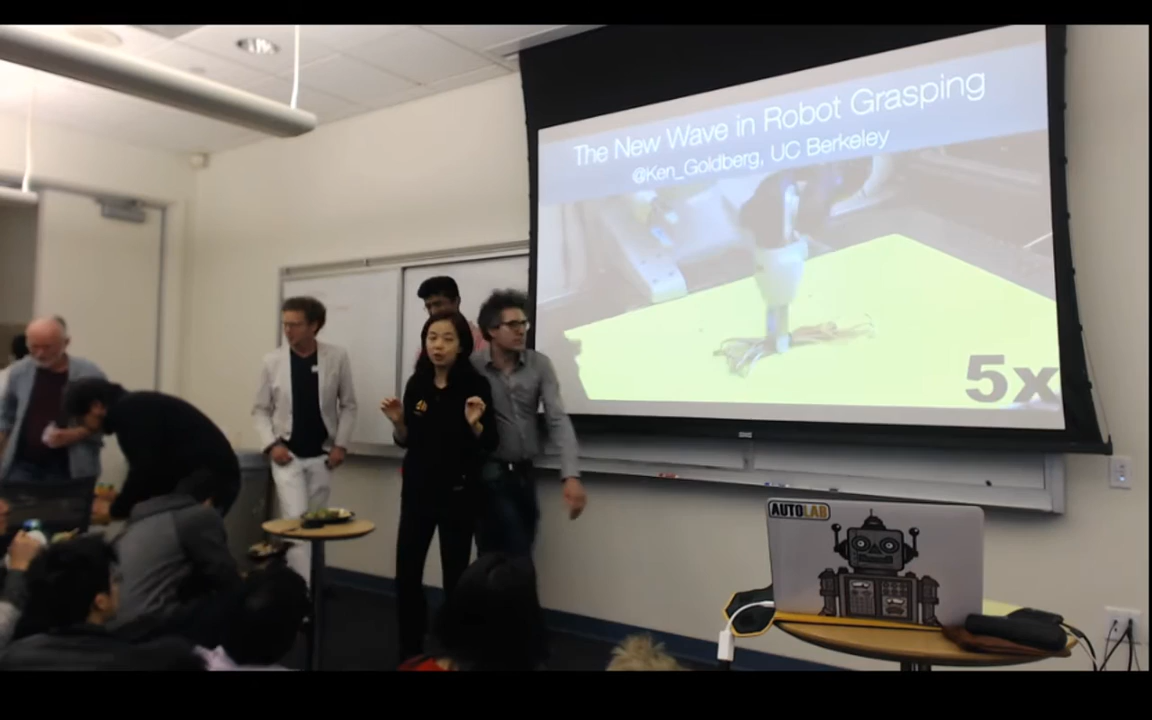 The New Wave in Robot Grasping
@Ken_Goldberg, UC Berkeley
5x
AUTOLAB